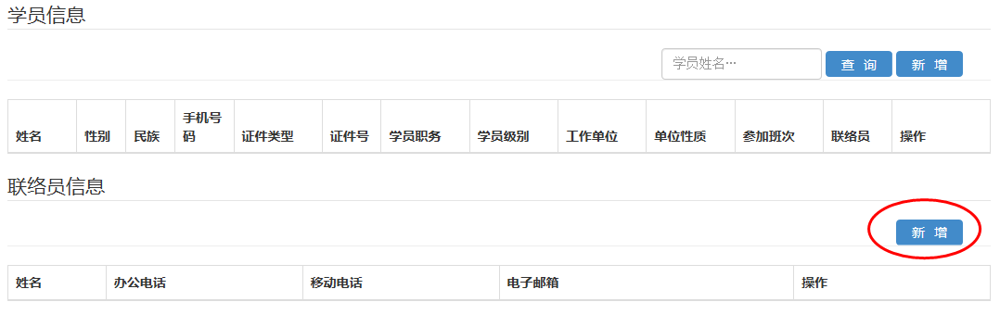 学员信息
学员姓名…
查 询
新 增
姓名 性别 民族 手机号码 证件类型 证件号 学员职务 学员级别 工作单位 单位性质 参加班次 联络员 操作
联络员信息
新 增
姓名 办公电话 移动电话 电子邮箱 操作